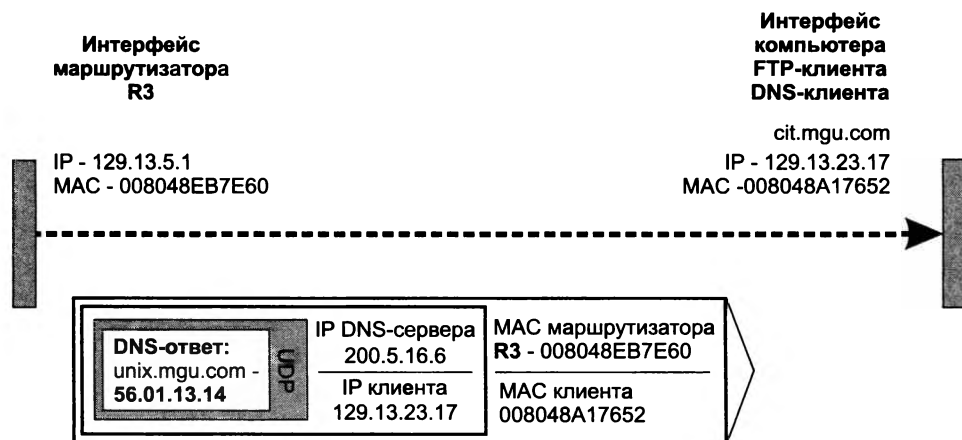 Интерфейс
маршрутизатора
R3
IP - 129.13.5.1
MAC - 008048EB7E60
Интерфейс
компьютера
FTP-клиента
DNS-клиента
cit.mgu.com
IP - 129.13.23.17
MAC -008048A17652
DNS-ответ:
unix.mgu.com -
56.01.13.14
UDP
IP DNS-сервера
200.5.16.6
IP клиента
129.13.23.17
MAC маршрутизатора
R3 - 008048EB7E60
MAC клиента
008048A17652